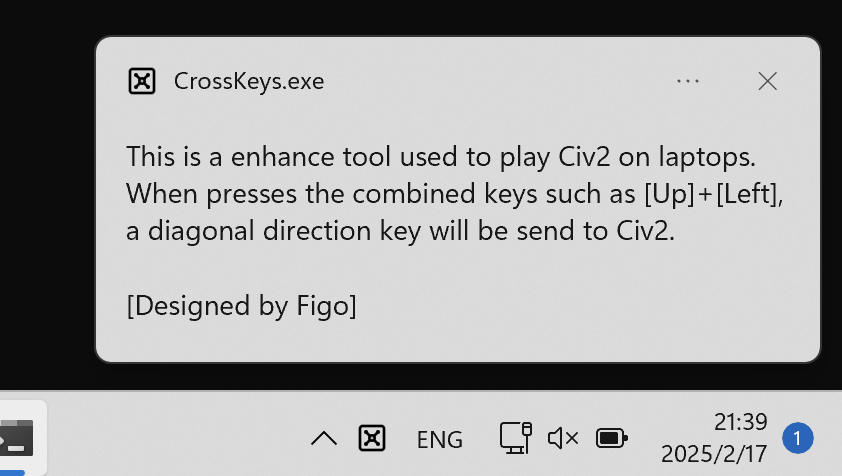 CrossKeys.exe
This is a enhance tool used to play Civ2 on laptops.
When presses the combined keys such as [Up]+[Left],
a diagonal direction key will be send to Civ2.
[Designed by Figo]
ENG
21:39
2025/2/17
1